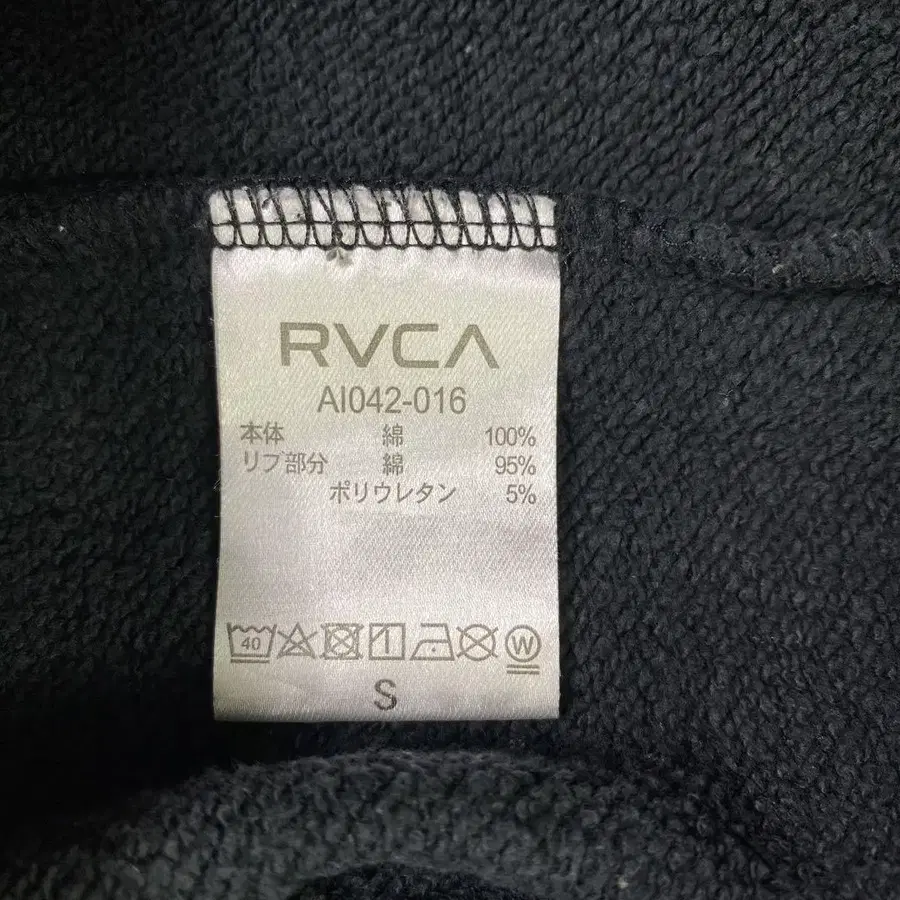 RVCA
AI042-016
本体 綿 100%
リブ部分 綿 95%
ポリウレタン 5%
40 W
S